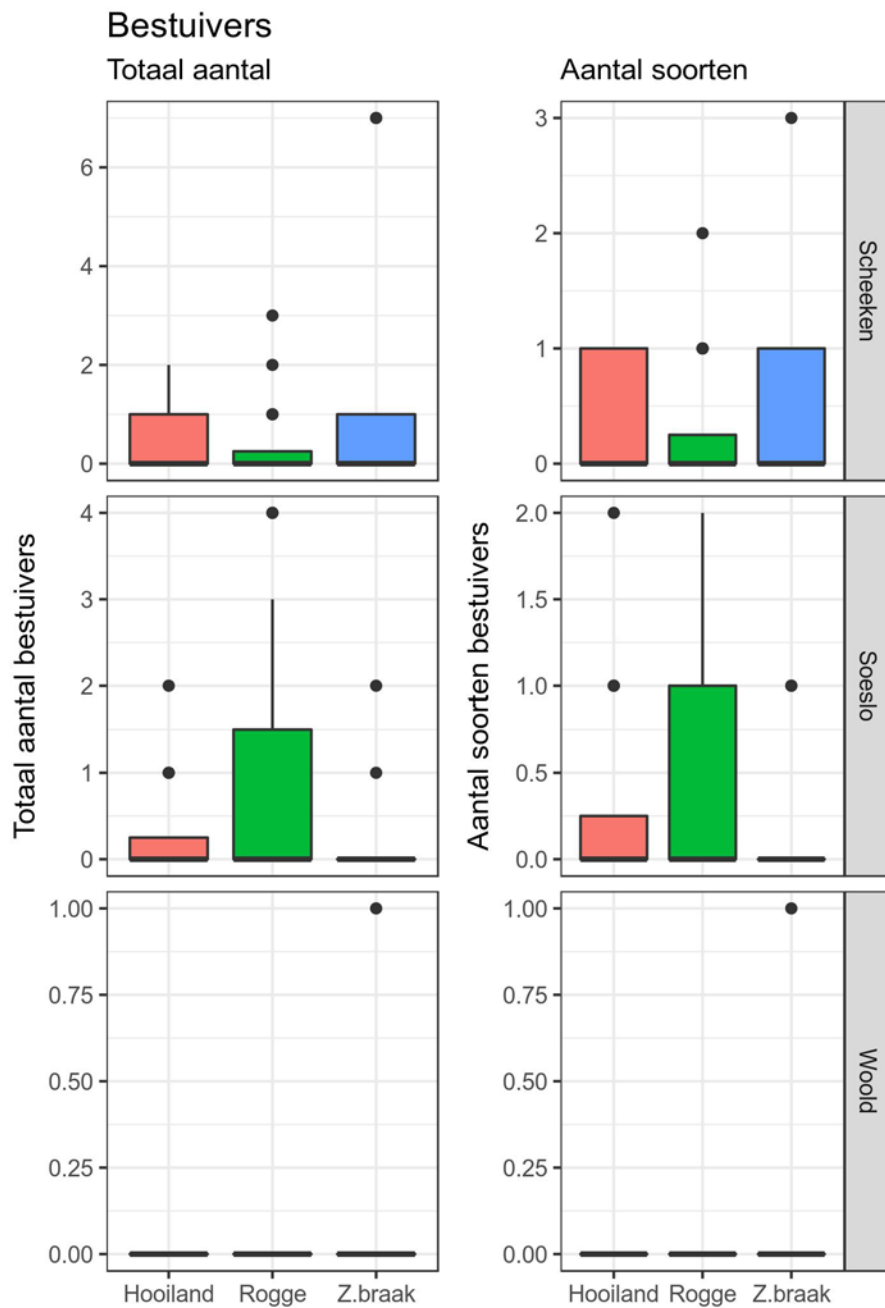 Bestuivers
Totaal aantal
Aantal soorten
Totaal aantal bestuivers
6
4
2
0
4
3
2
1
0
1.00
0.75
0.50
0.25
0.00
Hooiland Rogge Z.braak
Aantal soorten bestuivers
3
2
1
0
2.0
1.5
1.0
0.5
0.0
1.00
0.75
0.50
0.25
0.00
Hooiland Rogge Z.braak
Scheeken
Soeslo
Woold